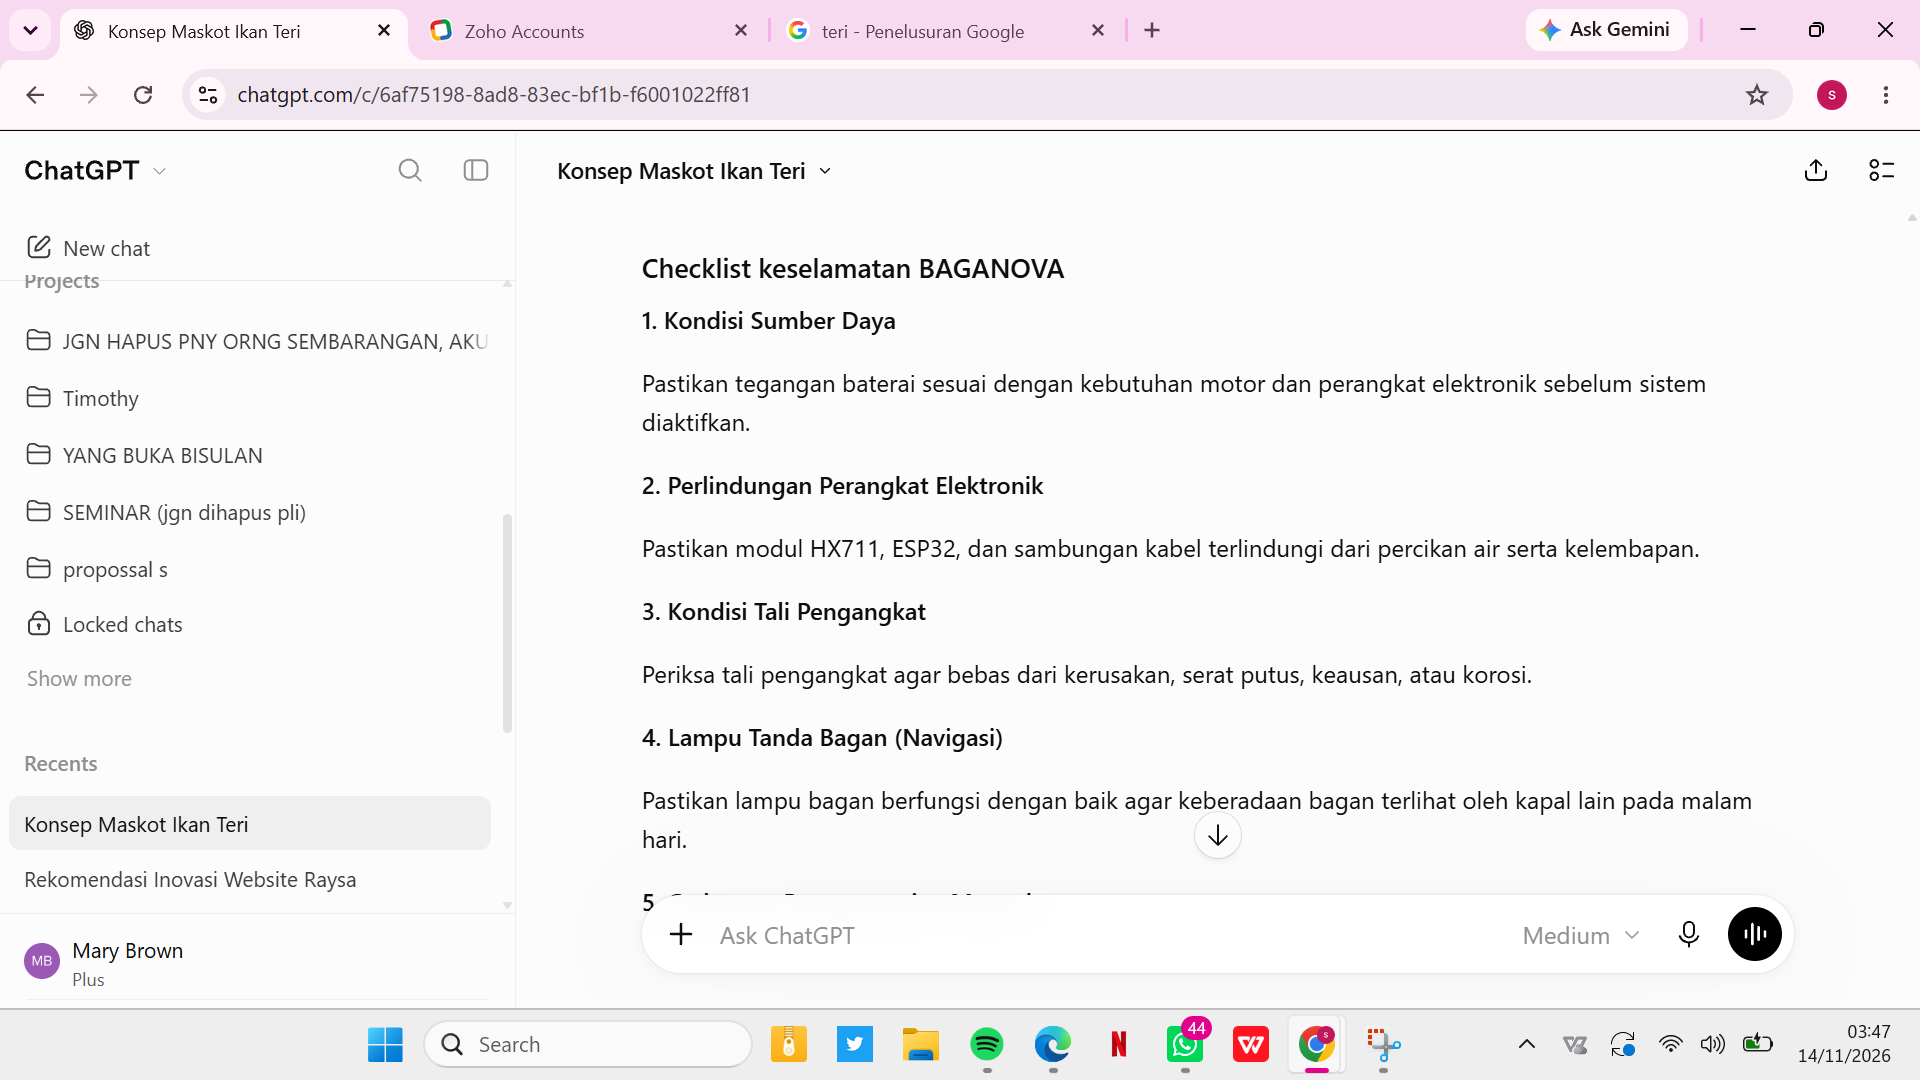 Konsep Maskot Ikan Teri
Zoho Accounts
teri - Penelusuran Google
Ask Gemini
chatgpt.com/c/6af75198-8ad8-83ec-bf1b-f6001022ff81
s
ChatGPT
New chat
Projects
JGN HAPUS PNY ORNG SEMBARANGAN, AKU
Timothy
YANG BUKA BISULAN
SEMINAR (jgn dihapus pli)
propossal s
Locked chats
Show more
Recents
Konsep Maskot Ikan Teri
Rekomendasi Inovasi Website Raysa
MB
Mary Brown
Plus
Konsep Maskot Ikan Teri
Checklist keselamatan BAGANOVA
1. Kondisi Sumber Daya
Pastikan tegangan baterai sesuai dengan kebutuhan motor dan perangkat elektronik sebelum sistem
diaktifkan.
2. Perlindungan Perangkat Elektronik
Pastikan modul HX711, ESP32, dan sambungan kabel terlindungi dari percikan air serta kelembapan.
3. Kondisi Tali Pengangkat
Periksa tali pengangkat agar bebas dari kerusakan, serat putus, keausan, atau korosi.
4. Lampu Tanda Bagan (Navigasi)
Pastikan lampu bagan berfungsi dengan baik agar keberadaan bagan terlihat oleh kapal lain pada malam
hari.
5
Ask ChatGPT
Medium
Search
44
03:47
14/11/2026